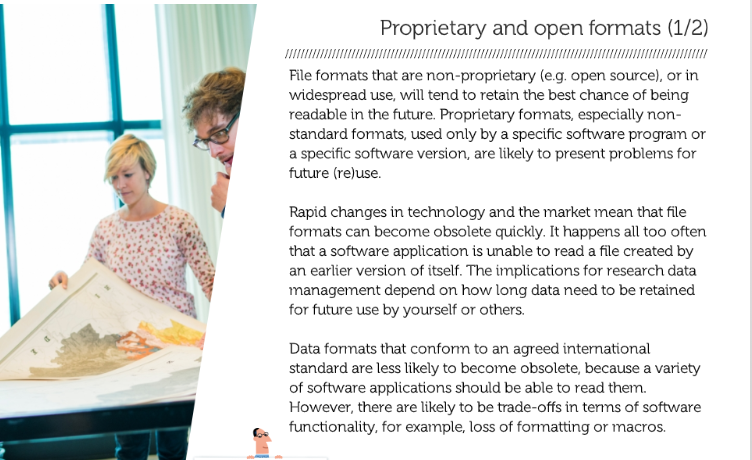 Proprietary and open formats (1/2)
File formats that are non-proprietary (e.g. open source), or in
widespread use, will tend to retain the best chance of being
readable in the future. Proprietary formats, especially non-
standard formats, used only by a specific software program or
a specific software version, are likely to present problems for
future (re)use.
Rapid changes in technology and the market mean that file
formats can become obsolete quickly. It happens all too often
that a software application is unable to read a file created by
an earlier version of itself. The implications for research data
management depend on how long data need to be retained
for future use by yourself or others.
Data formats that conform to an agreed international
standard are less likely to become obsolete, because a variety
of software applications should be able to read them.
However, there are likely to be trade-offs in terms of software
functionality, for example, loss of formatting or macros.